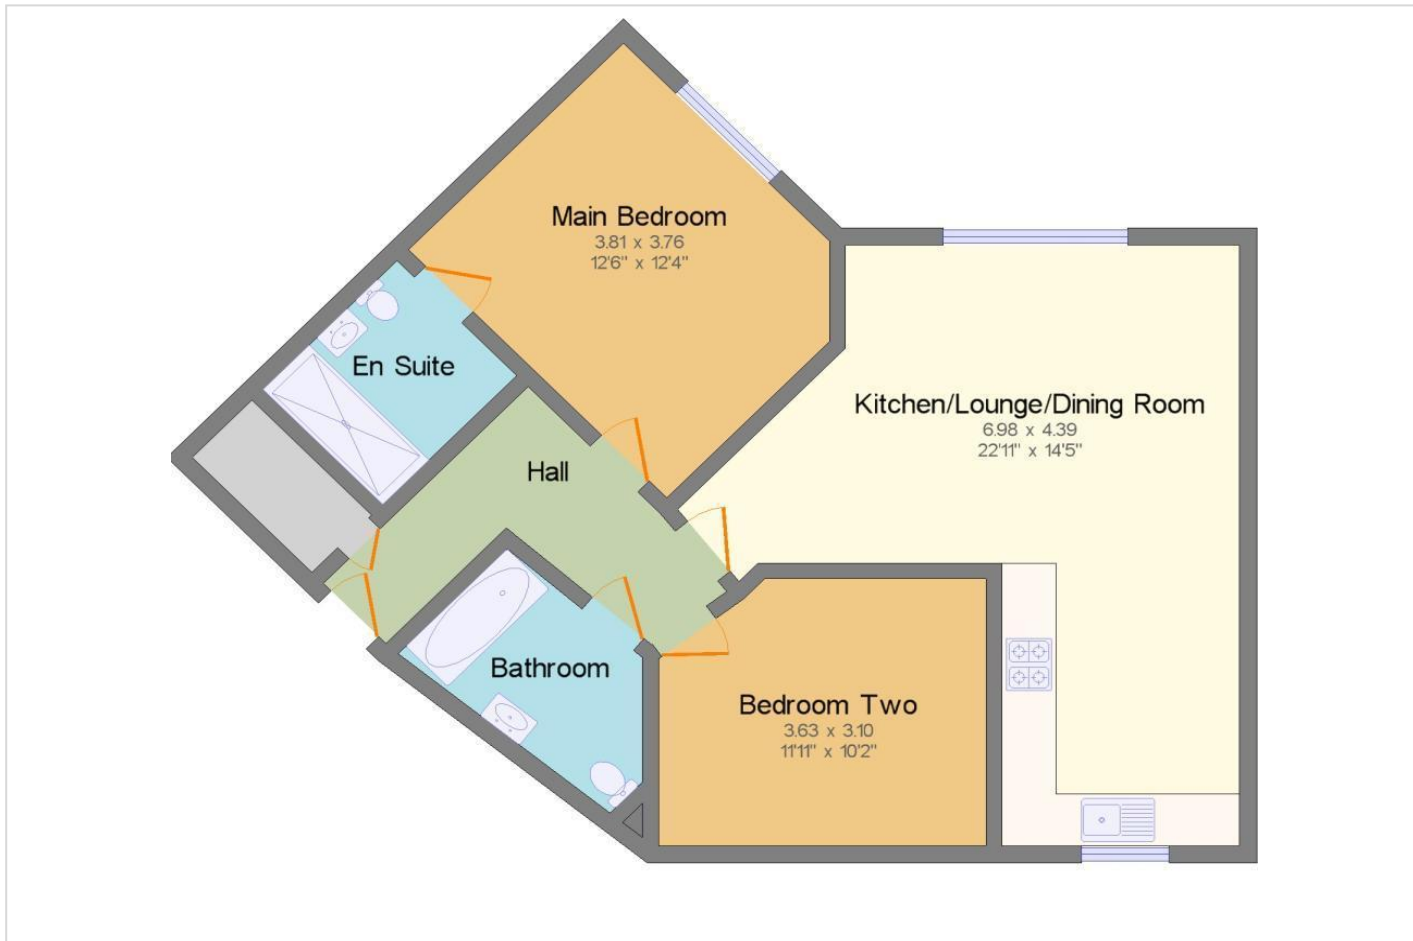 Main Bedroom
3.81 x 3.76
12'6" x 12'4"
En Suite
Kitchen/Lounge/Dining Room
6.98 x 4.39
22'11" x 14'5"
Hall
Bathroom
Bedroom Two
3.63 x 3.10
11'11" x 10'2"